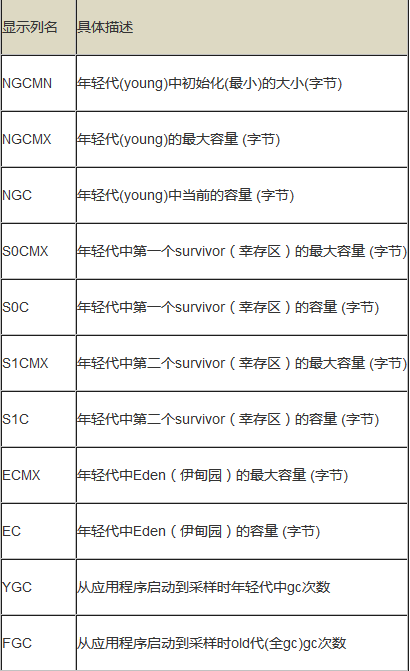 显示列名 具体描述
NGCMN 年轻代(young)中初始化(最小)的大小(字节)
NGCMX 年轻代(young)的最大容量 (字节)
NGC 年轻代(young)中当前的容量 (字节)
S0CMX 年轻代中第一个survivor（幸存区）的最大容量 (字节)
S0C 年轻代中第一个survivor（幸存区）的容量 (字节)
S1CMX 年轻代中第二个survivor（幸存区）的最大容量 (字节)
S1C 年轻代中第二个survivor（幸存区）的容量 (字节)
ECMX 年轻代中Eden（伊甸园）的最大容量 (字节)
EC 年轻代中Eden（伊甸园）的容量 (字节)
YGC 从应用程序启动到采样时年轻代中gc次数
FGC 从应用程序启动到采样时old代(全gc)gc次数